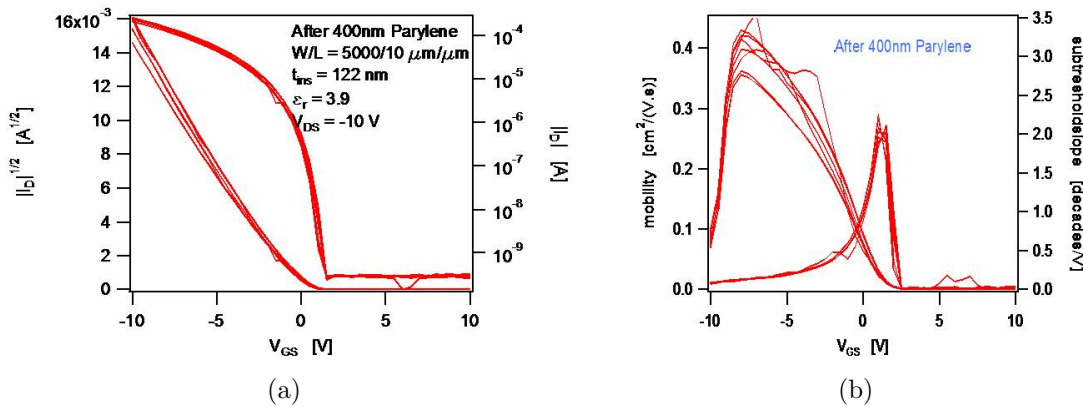 16x10⁻³
14
12
10
8
6
4
2
0
||D|^1/2 [A^1/2]
After 400nm Parylene
W/L = 5000/10 μm/μm
t_ins = 122 nm
ε_r = 3.9
V_DS = -10 V
10⁻⁴
10⁻⁵
10⁻⁶
10⁻⁷
10⁻⁸
10⁻⁹
||D| [A]
-10 -5 0 5 10
V_GS [V]
(a)
0.4
0.3
0.2
0.1
0.0
mobility [cm²/(V.s)]
After 400nm Parylene
3.5
3.0
2.5
2.0
1.5
1.0
0.5
0.0
subtreshuldslope [decades/V]
-10 -5 0 5 10
V_GS [V]
(b)